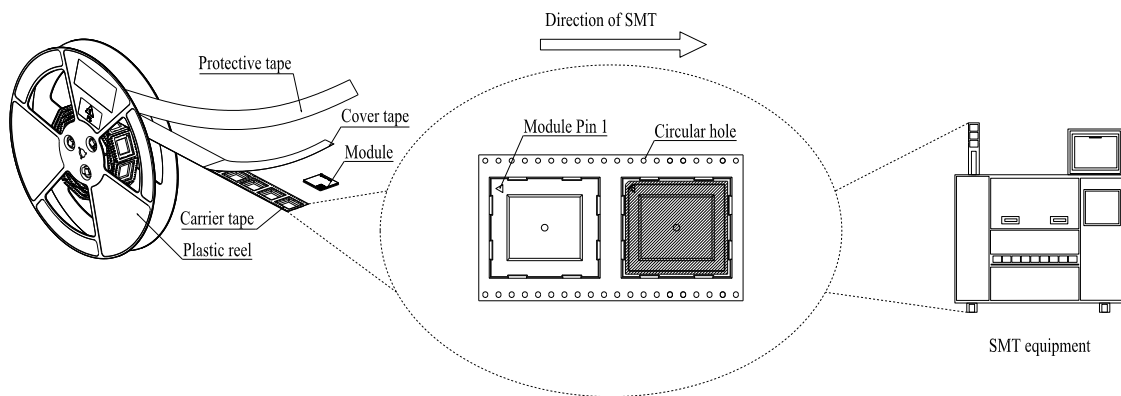 Direction of SMT
Protective tape
Cover tape
Module
Carrier tape
Plastic reel
Module Pin 1
Circular hole
SMT equipment